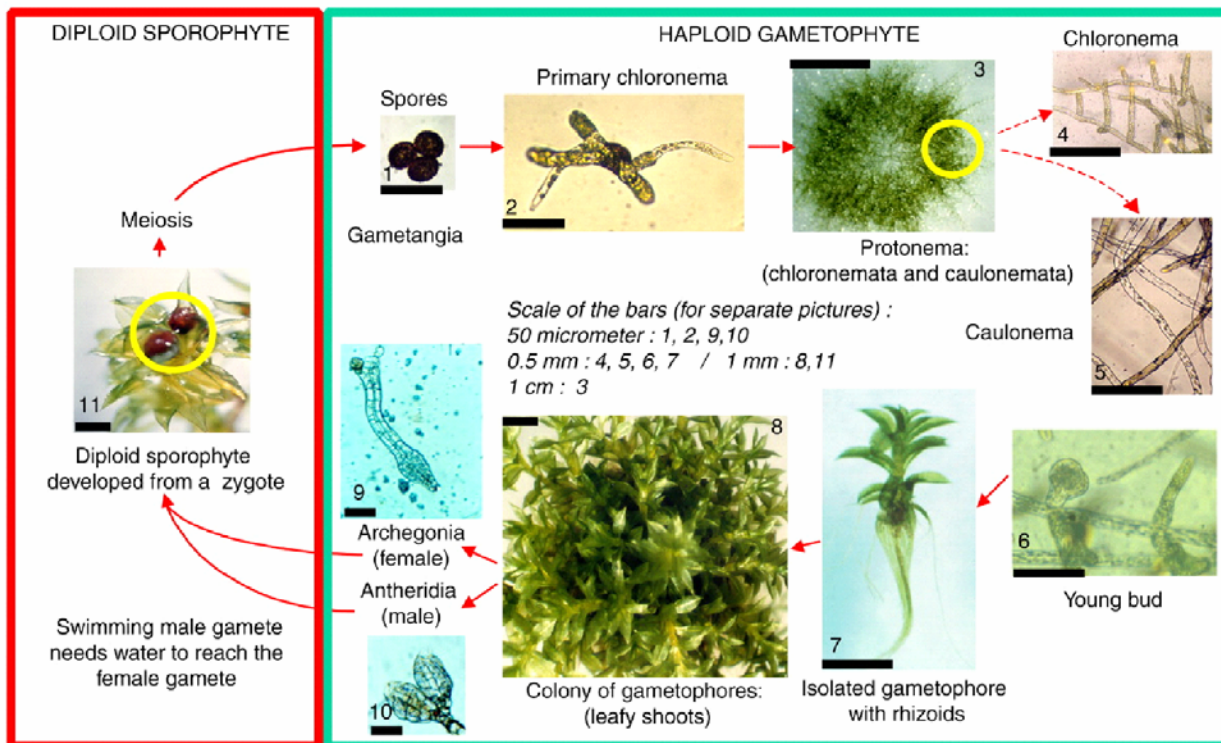 DIPLOID SPOROPHYTE
HAPLOID GAMETOPHYTE
Spores
1
Primary chloronema
2
3
Chloronema
4
Meiosis
Gametangia
Protonema:
(chloronemata and caulonemata)
Caulonema
5
Scale of the bars (for separate pictures) :
50 micrometer : 1, 2, 9,10
0.5 mm : 4, 5, 6, 7 / 1 mm : 8,11
1 cm : 3
11
Diploid sporophyte
developed from a zygote
9
Archegonia
(female)
Antheridia
(male)
10
8
Colony of gametophores:
(leafy shoots)
7
Isolated gametophore
with rhizoids
6
Young bud
Swimming male gamete
needs water to reach the
female gamete